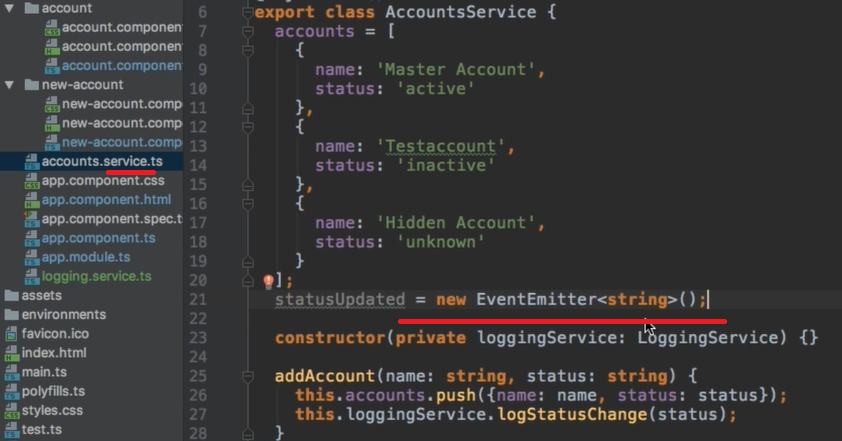 account
account.component
account.component
account.component
new-account
new-account.comp
new-account.comp
new-account.comp
accounts.service.ts
app.component.css
app.component.html
app.component.spec.t
app.component.ts
app.module.ts
logging.service.ts
assets
environments
favicon.ico
index.html
main.ts
polyfills.ts
styles.css
test.ts
6 export class AccountsService {
7 accounts = [
8 {
9 name: 'Master Account',
10 status: 'active'
11 },
12 {
13 name: 'Testaccount',
14 status: 'inactive'
15 },
16 {
17 name: 'Hidden Account',
18 status: 'unknown'
19 }
20 ];
21 statusUpdated = new EventEmitter<string>();
22
23 constructor(private loggingService: LoggingService) {}
24
25 addAccount(name: string, status: string) {
26 this.accounts.push({name: name, status: status});
27 this.loggingService.logStatusChange(status);
28 }